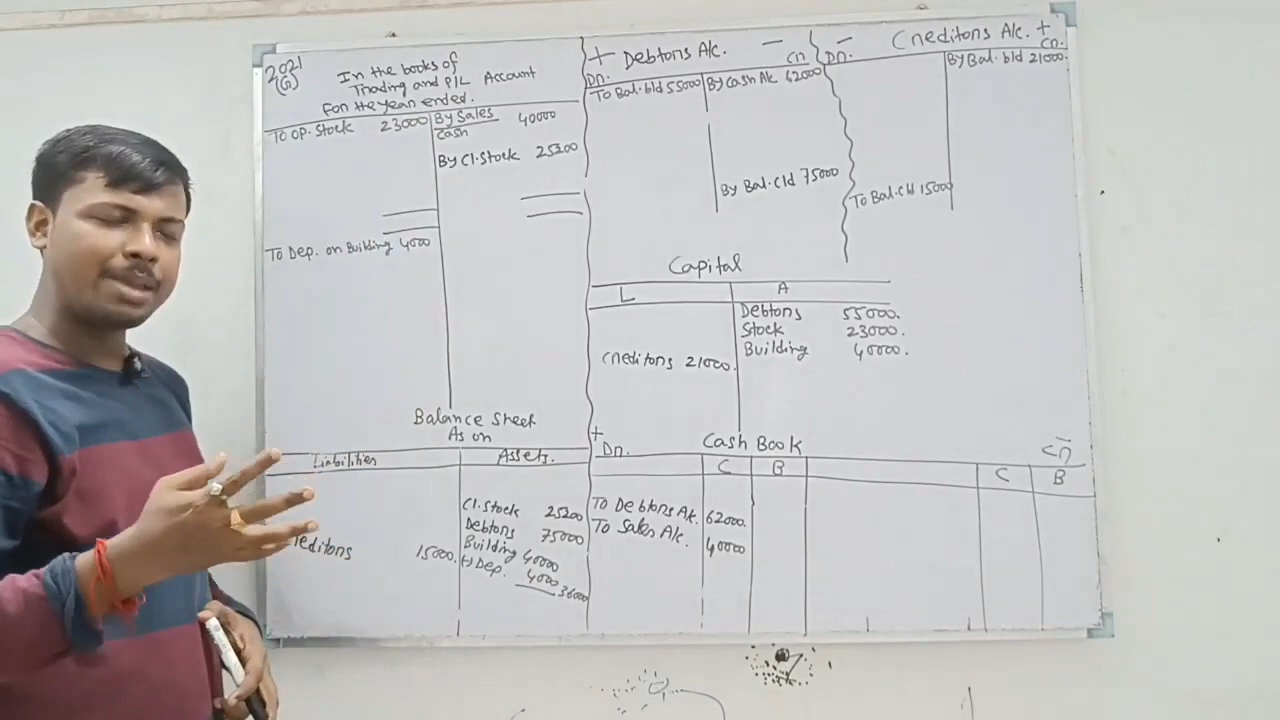 2021
(G)
In the books of
Trading and P/L Account
For the year ended.
To OP. Stock 23000
By Sales
Cash 40000
By Cl. Stock 25200
To Dep. on Building 4000
+ Debtors A/c. -
Dr. Cr
To Bal. b/d 55000
By Cash A/c 62000
By Bal. c/d 75000
- Creditors A/c. +
Dr. Cr.
By Bal. b/d 21000.
To Bal. c/d 15000
Capital
L A
Debtors 55000.
Stock 23000.
Building 40000.
Creditors 21000.
Balance Sheet
As on
Liabilities Assets.
Cl. Stock 25200
Debtors 75000
Building 40000
(-) Dep. 4000 36000
reditors 15000.
+ Cash Book -
Dr. Cr
C B C B
To Debtors A/c. 62000.
To Sales A/c. 40000